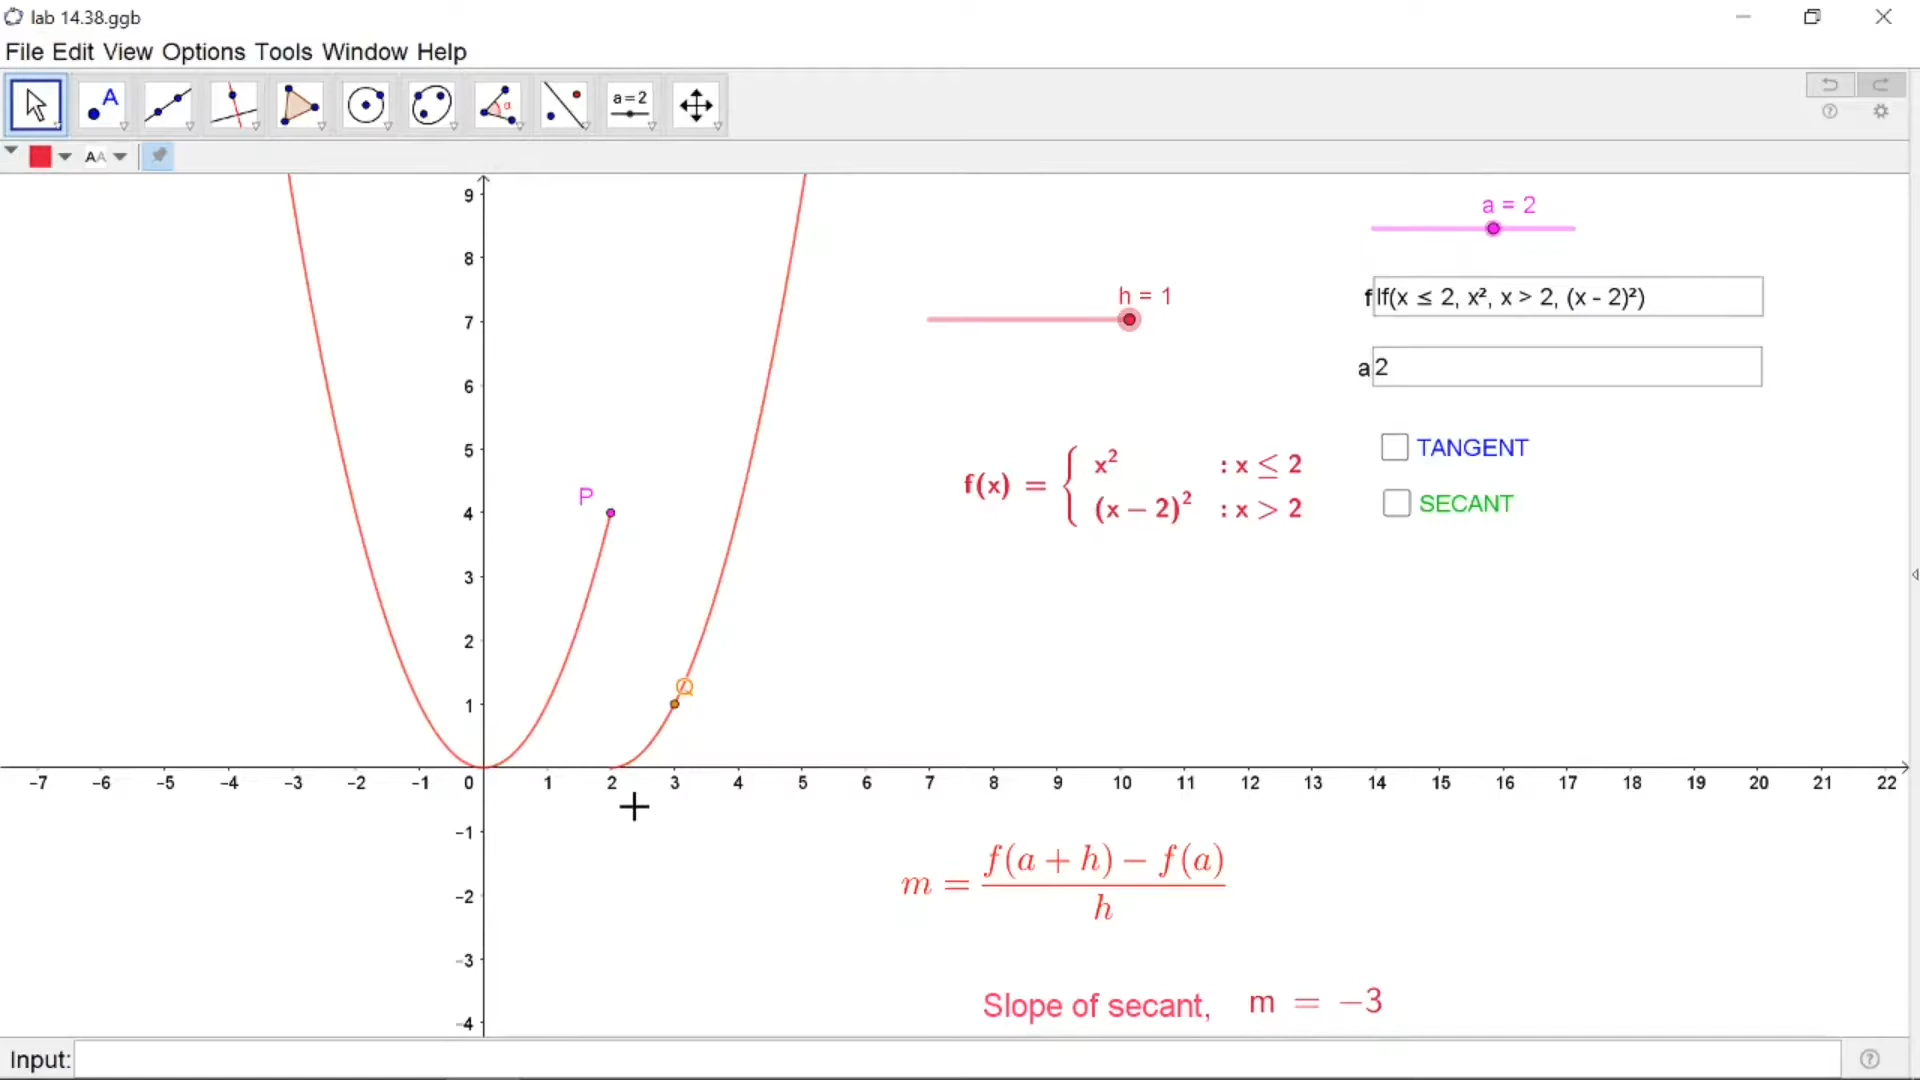 lab 14.38.ggb
File Edit View Options Tools Window Help
A
α
a=2
AA
9
8
7
6
5
4
3
2
1
P
Q
-7 -6 -5 -4 -3 -2 -1 0 1 2 3 4 5 6 7 8 9 10 11 12 13 14 15 16 17 18 19 20 21 22
-1
-2
-3
-4
a = 2
h = 1
f If(x ≤ 2, x², x > 2, (x - 2)²)
a 2
TANGENT
SECANT
f(x) = { x² : x ≤ 2
(x − 2)² : x > 2
m = \frac{f(a + h) − f(a)}{h}
Slope of secant, m = −3
Input: